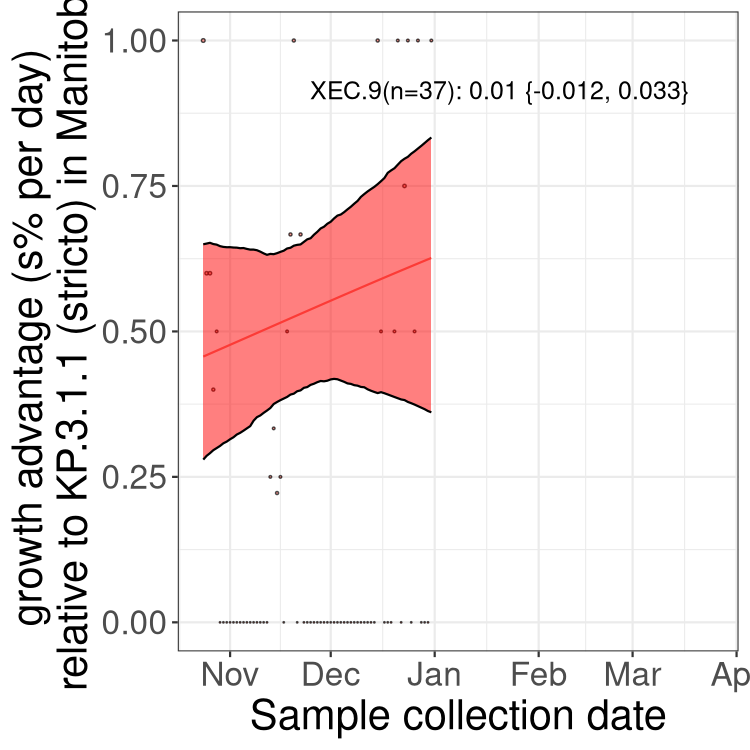 growth advantage (s% per day)
relative to KP.3.1.1 (stricto) in Manitob
1.00
0.75
0.50
0.25
0.00
XEC.9(n=37): 0.01 {-0.012, 0.033}
Nov Dec Jan Feb Mar Ap
Sample collection date